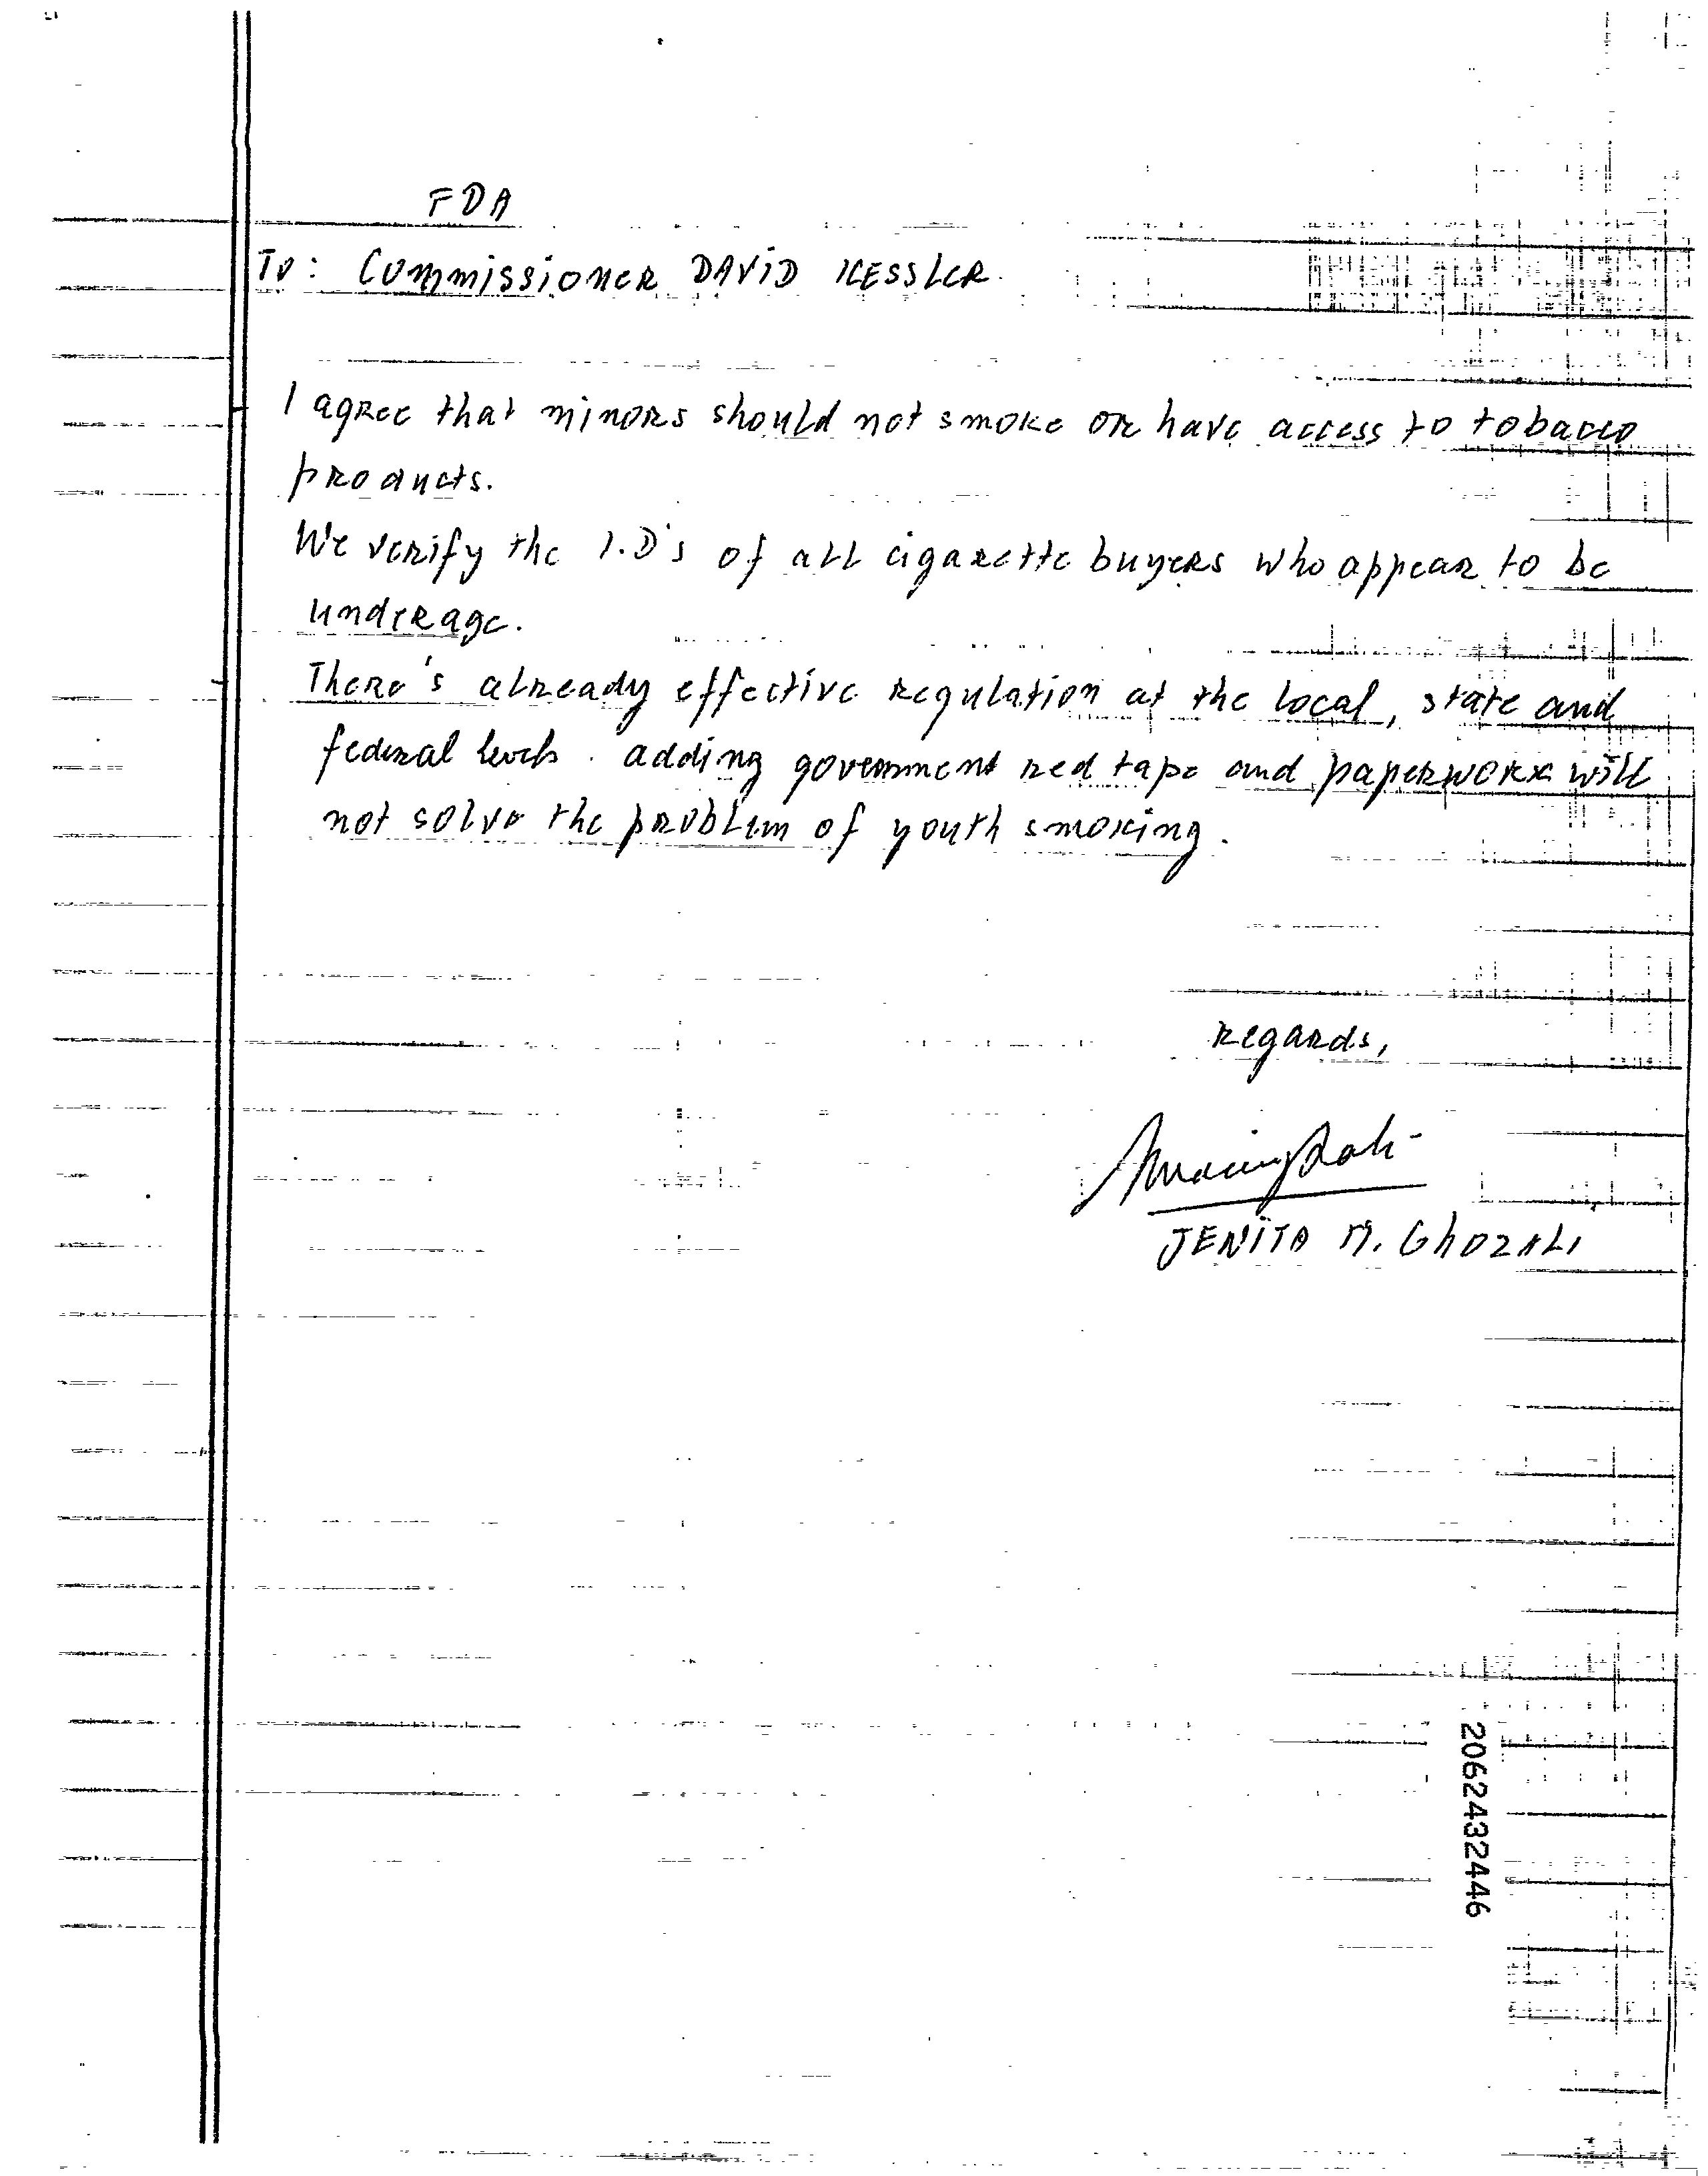 FDA
To: Commissioner DAViD KESSLER.
I agree that minors should not smoke or have access to tobacco
products.
We verify the I.D's of all cigarette buyers who appear to be
underage.
There's already effective regulation at the local, state and
federal levels. adding government red tape and paperwork will
not solve the problem of youth smoking.
regards,
JENiTA M. GhOZALi
2062432446